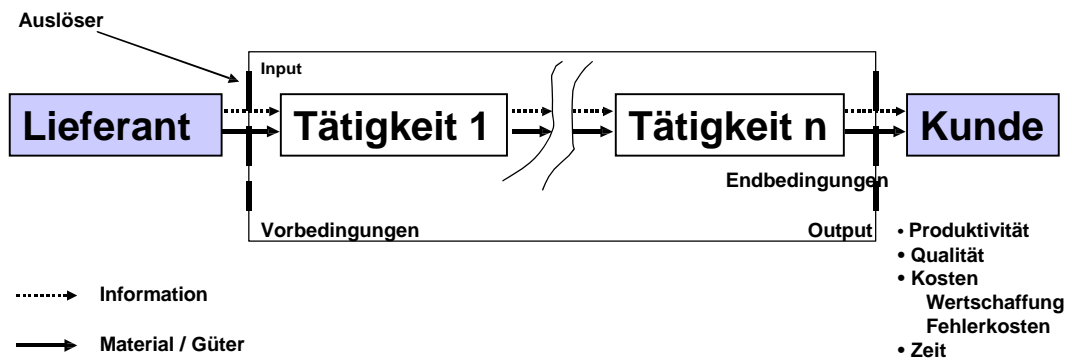 Auslöser
Input
Lieferant
Tätigkeit 1
Tätigkeit n
Kunde
Endbedingungen
Vorbedingungen
Output
• Produktivität
• Qualität
• Kosten
Wertschaffung
Fehlerkosten
• Zeit
Information
Material / Güter